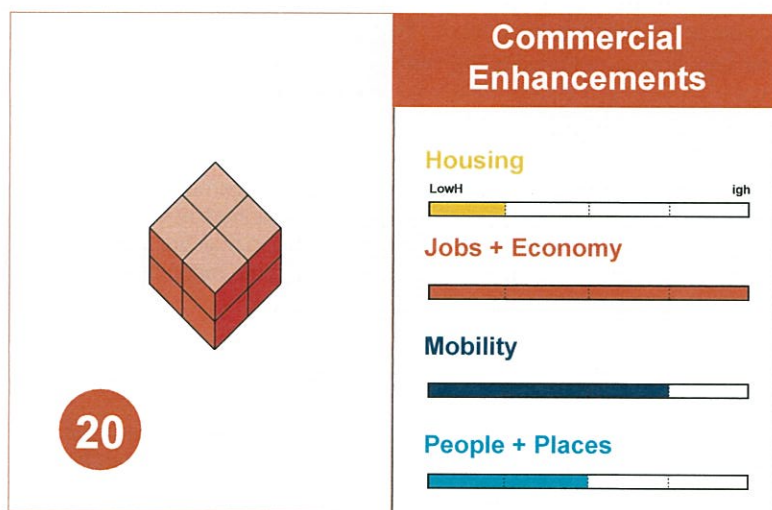 20
Commercial
Enhancements
Housing
LowH igh
Jobs + Economy
Mobility
People + Places